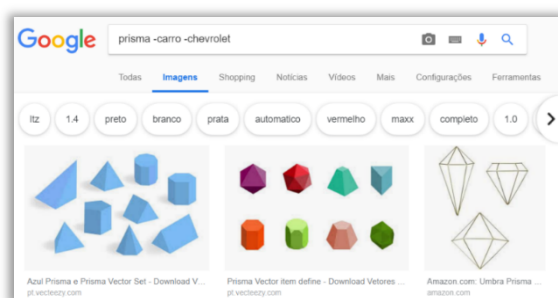 Google
prisma -carro -chevrolet
Todas Imagens Shopping Notícias Vídeos Mais Configurações Ferramentas
ltz 1.4 preto branco prata automatico vermelho maxx completo 1.0
Azul Prisma e Prisma Vector Set - Download V...
pt.vecteezy.com
Prisma Vector item define - Download Vetores ...
pt.vecteezy.com
Amazon.com: Umbra Prisma ...
amazon.com